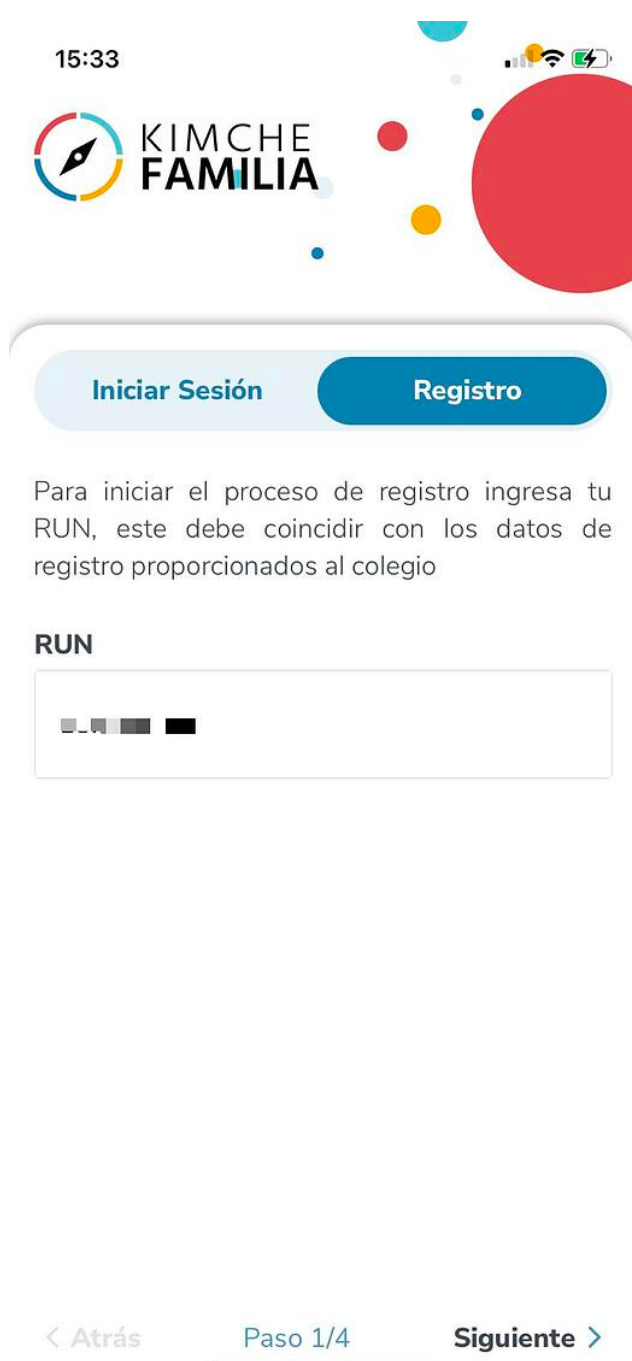 15:33
KIMCHE
FAMILIA
Iniciar Sesión
Registro
Para iniciar el proceso de registro ingresa tu
RUN, este debe coincidir con los datos de
registro proporcionados al colegio
RUN
< Atrás
Paso 1/4
Siguiente >